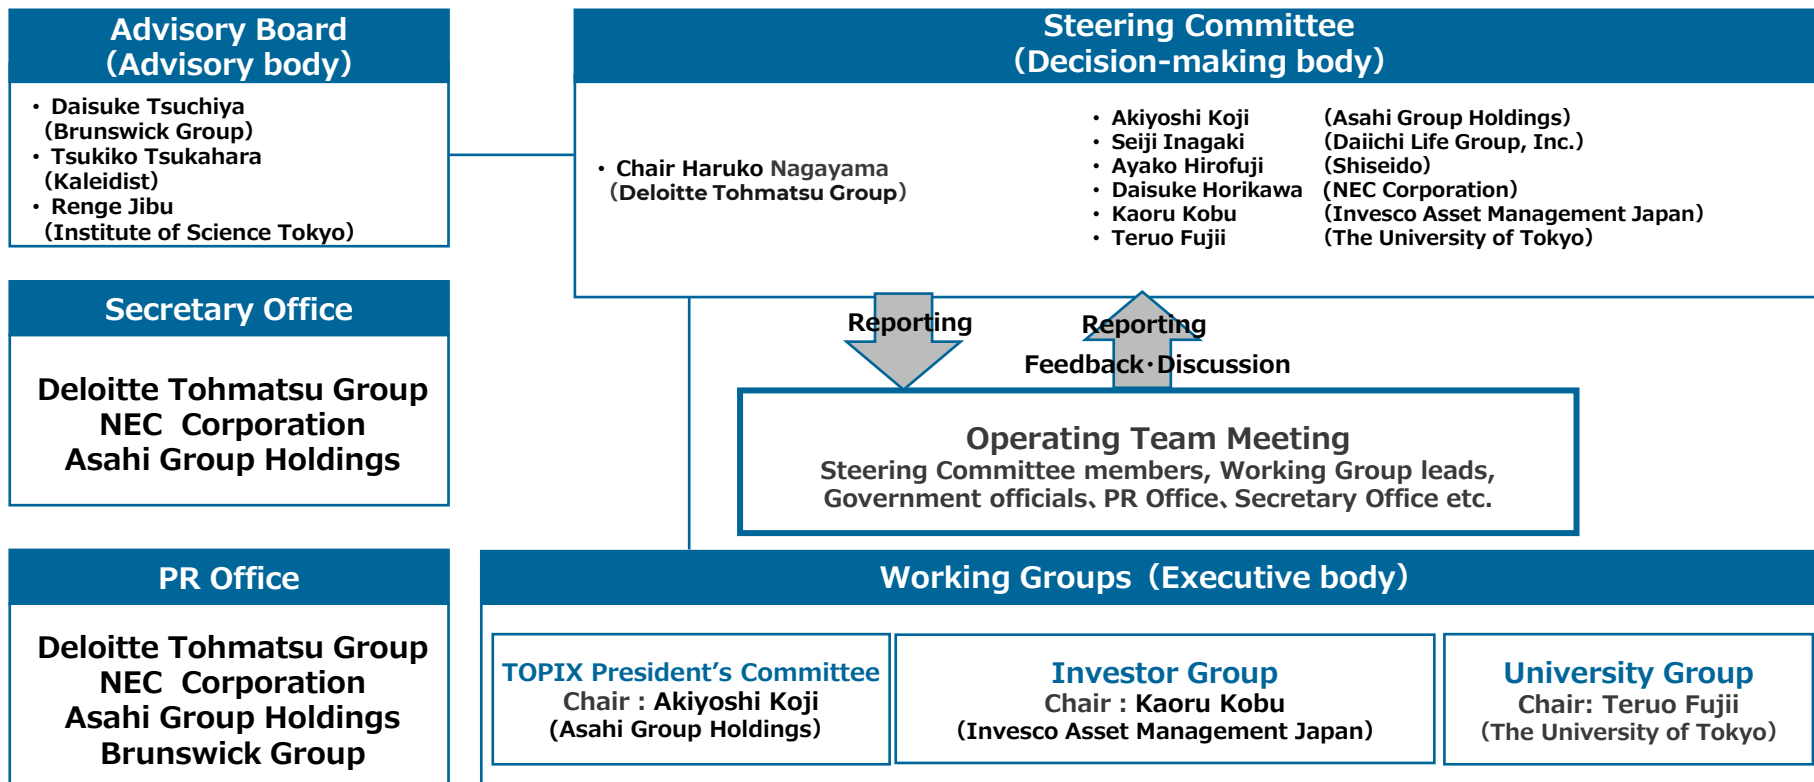 Advisory Board
（Advisory body）
・ Daisuke Tsuchiya
（Brunswick Group）
・ Tsukiko Tsukahara
（Kaleidist）
・ Renge Jibu
（Institute of Science Tokyo）
Steering Committee
（Decision-making body）
・ Chair Haruko Nagayama
（Deloitte Tohmatsu Group）
・ Akiyoshi Koji （Asahi Group Holdings）
・ Seiji Inagaki （Daiichi Life Group, Inc.）
・ Ayako Hirofuji （Shiseido）
・ Daisuke Horikawa (NEC Corporation）
・ Kaoru Kobu （Invesco Asset Management Japan）
・ Teruo Fujii （The University of Tokyo）
Secretary Office
Deloitte Tohmatsu Group
NEC Corporation
Asahi Group Holdings
Reporting
Reporting
Feedback・Discussion
Operating Team Meeting
Steering Committee members, Working Group leads,
Government officials、PR Office、Secretary Office etc.
PR Office
Deloitte Tohmatsu Group
NEC Corporation
Asahi Group Holdings
Brunswick Group
Working Groups（Executive body）
TOPIX President’s Committee
Chair : Akiyoshi Koji
(Asahi Group Holdings）
Investor Group
Chair : Kaoru Kobu
（Invesco Asset Management Japan）
University Group
Chair: Teruo Fujii
（The University of Tokyo）